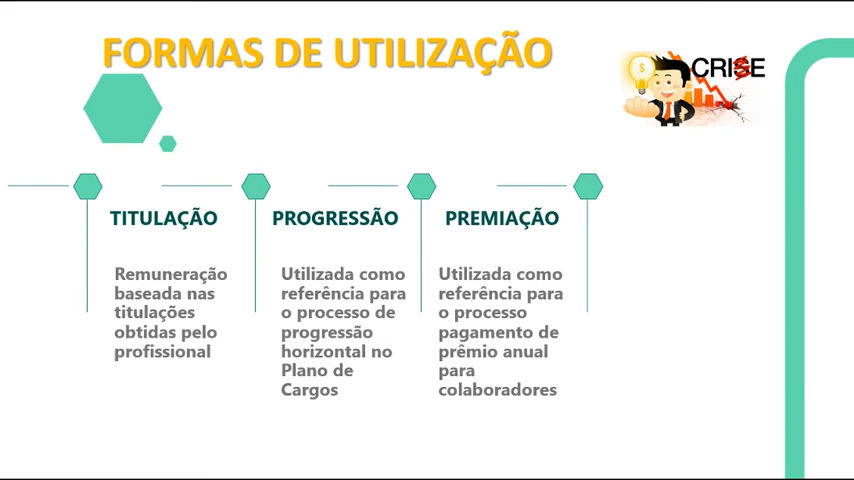 FORMAS DE UTILIZAÇÃO
CRISE
$
TITULAÇÃO
Remuneração
baseada nas
titulações
obtidas pelo
profissional
PROGRESSÃO
Utilizada como
referência para
o processo de
progressão
horizontal no
Plano de
Cargos
PREMIAÇÃO
Utilizada como
referência para
o processo
pagamento de
prêmio anual
para
colaboradores